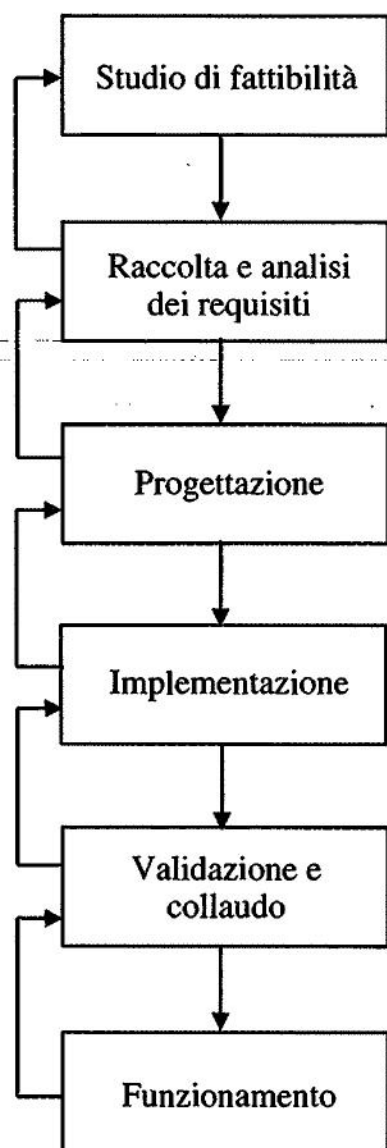 Studio di fattibilità
Raccolta e analisi
dei requisiti
Progettazione
Implementazione
Validazione e
collaudo
Funzionamento